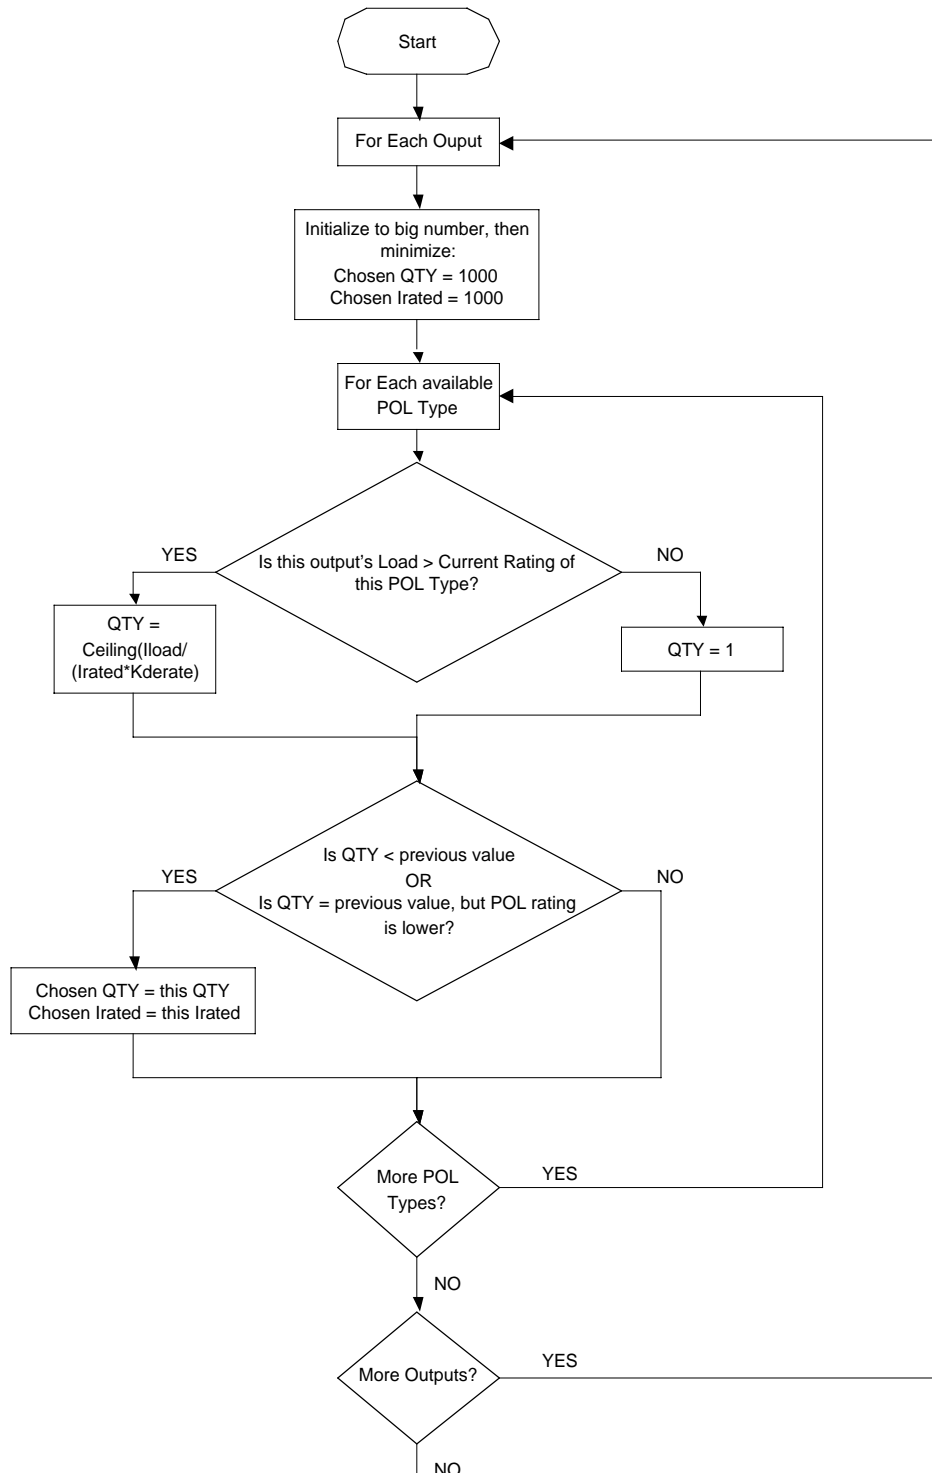 Start
For Each Ouput
Initialize to big number, then
minimize:
Chosen QTY = 1000
Chosen Irated = 1000
For Each available
POL Type
Is this output's Load > Current Rating of
this POL Type?
YES
NO
QTY =
Ceiling(Iload/
(Irated*Kderate)
QTY = 1
Is QTY < previous value
OR
Is QTY = previous value, but POL rating
is lower?
YES
NO
Chosen QTY = this QTY
Chosen Irated = this Irated
More POL
Types?
YES
NO
More Outputs?
YES
NO